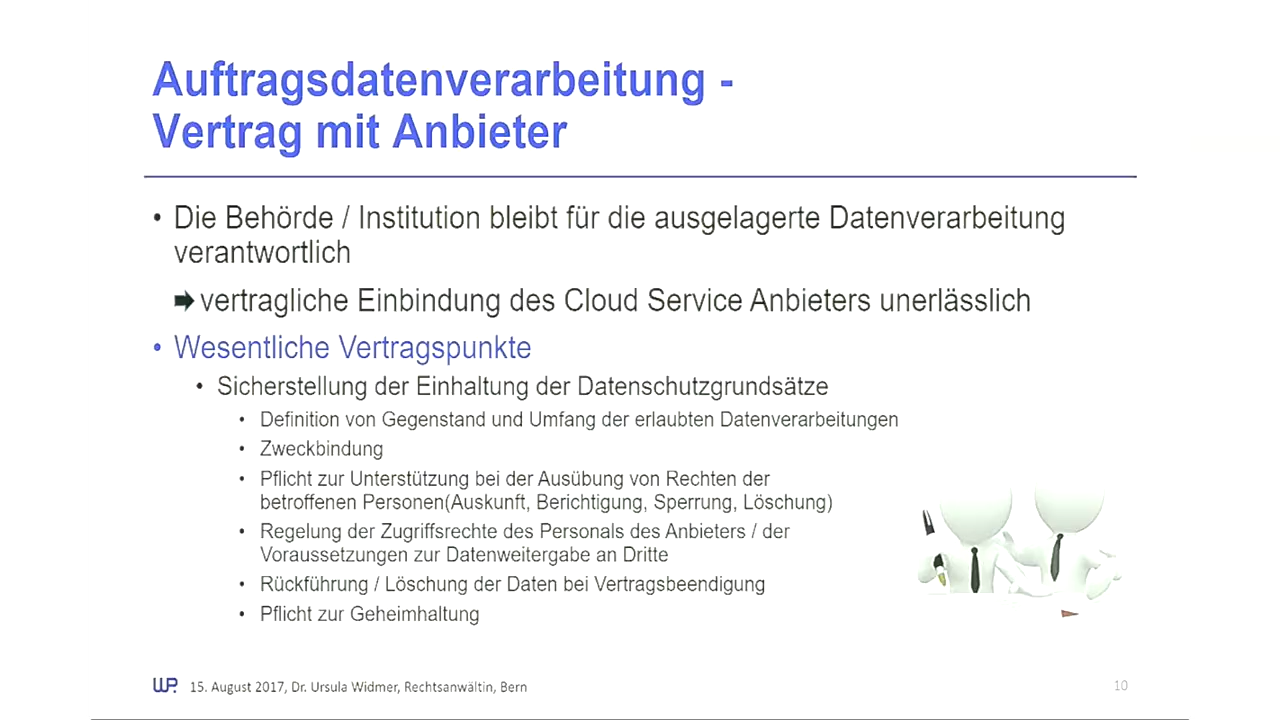 Auftragsdatenverarbeitung -
Vertrag mit Anbieter
• Die Behörde / Institution bleibt für die ausgelagerte Datenverarbeitung
verantwortlich
➡ vertragliche Einbindung des Cloud Service Anbieters unerlässlich
• Wesentliche Vertragspunkte
• Sicherstellung der Einhaltung der Datenschutzgrundsätze
• Definition von Gegenstand und Umfang der erlaubten Datenverarbeitungen
• Zweckbindung
• Pflicht zur Unterstützung bei der Ausübung von Rechten der
betroffenen Personen(Auskunft, Berichtigung, Sperrung, Löschung)
• Regelung der Zugriffsrechte des Personals des Anbieters / der
Voraussetzungen zur Datenweitergabe an Dritte
• Rückführung / Löschung der Daten bei Vertragsbeendigung
• Pflicht zur Geheimhaltung
WP. 15. August 2017, Dr. Ursula Widmer, Rechtsanwältin, Bern
10